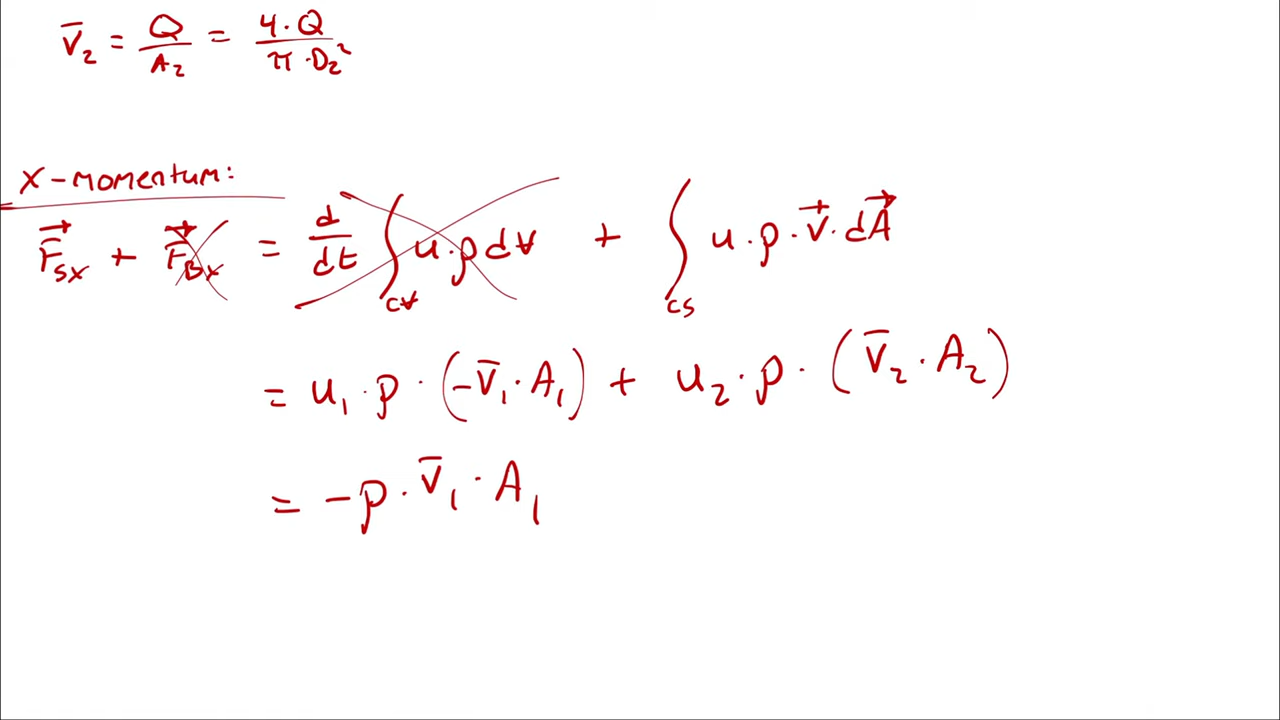 V̄₂ = Q/A₂ = 4·Q/π·D₂²
x-momentum:
F⃗sx + F⃗Bx = d/dt ∫cv u·ρdV + ∫cs u·ρ·v⃗·dA⃗
= u₁·ρ·(-V̄₁·A₁) + u₂·ρ·(V̄₂·A₂)
= -ρ·V̄₁·A₁